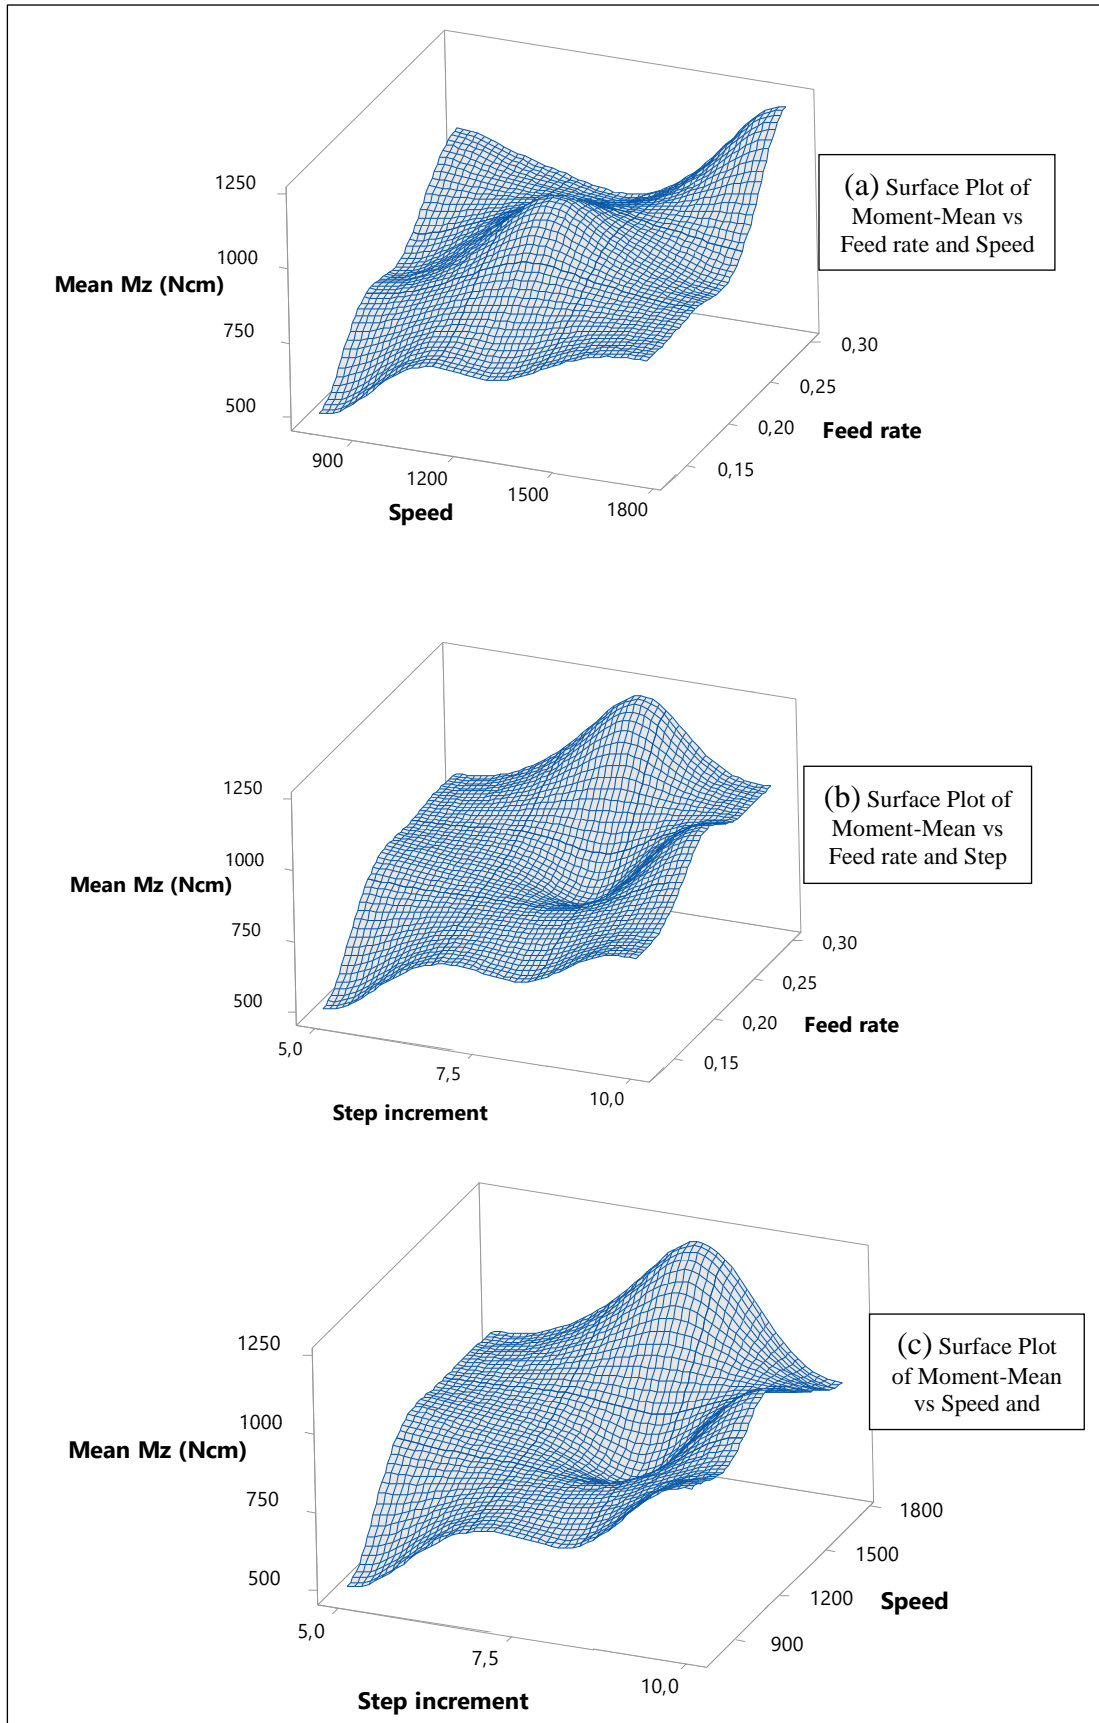 1250
1000
750
500
Mean Mz (Ncm)
900
1200
1500
1800
Speed
0,15
0,20
0,25
0,30
Feed rate
(a) Surface Plot of
Moment-Mean vs
Feed rate and Speed
1250
1000
750
500
Mean Mz (Ncm)
5,0
7,5
10,0
Step increment
0,15
0,20
0,25
0,30
Feed rate
(b) Surface Plot of
Moment-Mean vs
Feed rate and Step
1250
1000
750
500
Mean Mz (Ncm)
5,0
7,5
10,0
Step increment
900
1200
1500
1800
Speed
(c) Surface Plot
of Moment-Mean
vs Speed and